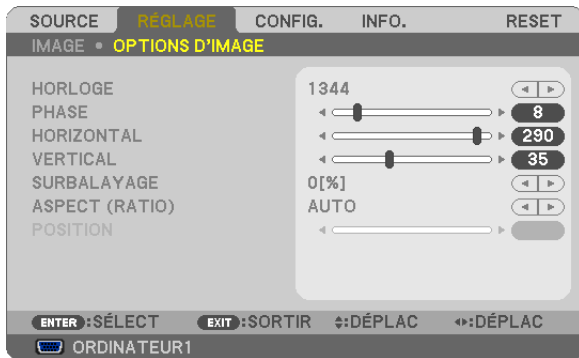 SOURCE RÉGLAGE CONFIG. INFO. RESET
IMAGE • OPTIONS D'IMAGE
HORLOGE 1344
PHASE 8
HORIZONTAL 290
VERTICAL 35
SURBALAYAGE 0[%]
ASPECT (RATIO) AUTO
POSITION
ENTER :SÉLECT EXIT :SORTIR :DÉPLAC :DÉPLAC
ORDINATEUR1